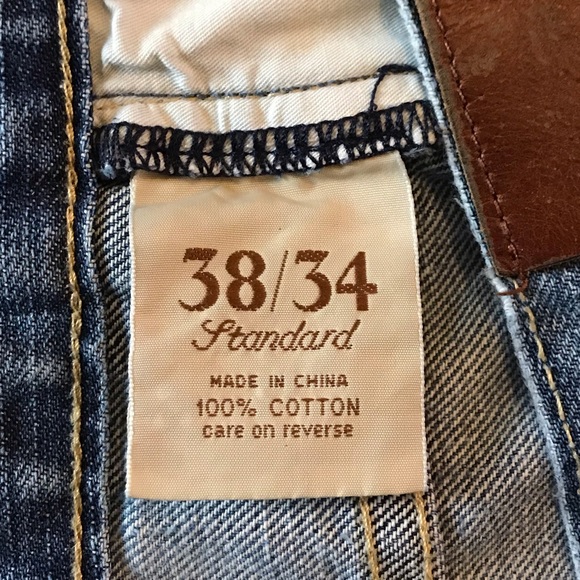 38/34
Standard
MADE IN CHINA
100% COTTON
care on reverse